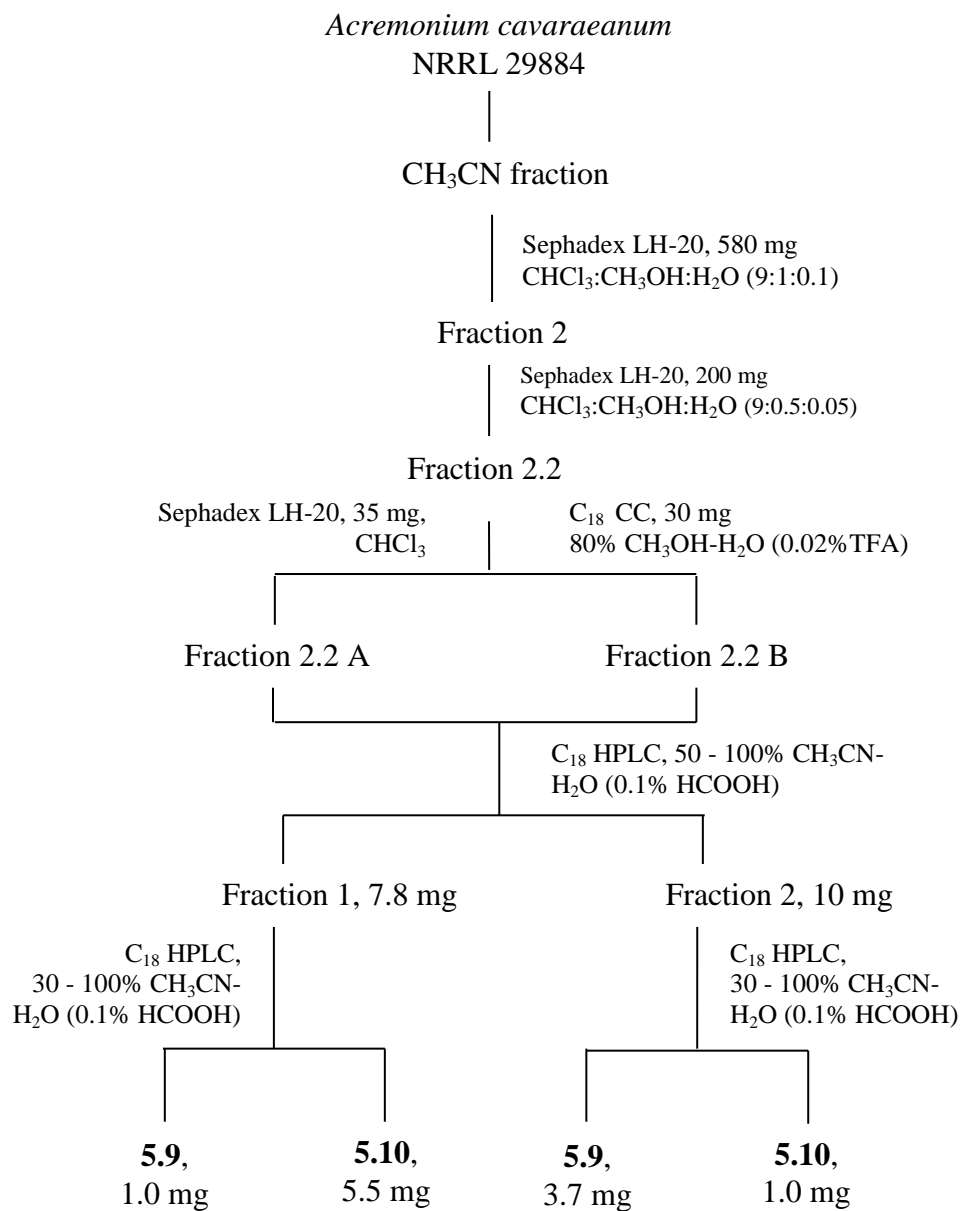 Acremonium cavaraeanum
NRRL 29884
CH₃CN fraction
Sephadex LH-20, 580 mg
CHCl₃:CH₃OH:H₂O (9:1:0.1)
Fraction 2
Sephadex LH-20, 200 mg
CHCl₃:CH₃OH:H₂O (9:0.5:0.05)
Fraction 2.2
Sephadex LH-20, 35 mg,
CHCl₃
C₁₈ CC, 30 mg
80% CH₃OH-H₂O (0.02%TFA)
Fraction 2.2 A
Fraction 2.2 B
C₁₈ HPLC, 50 - 100% CH₃CN-
H₂O (0.1% HCOOH)
Fraction 1, 7.8 mg
Fraction 2, 10 mg
C₁₈ HPLC,
30 - 100% CH₃CN-
H₂O (0.1% HCOOH)
C₁₈ HPLC,
30 - 100% CH₃CN-
H₂O (0.1% HCOOH)
5.9,
1.0 mg
5.10,
5.5 mg
5.9,
3.7 mg
5.10,
1.0 mg